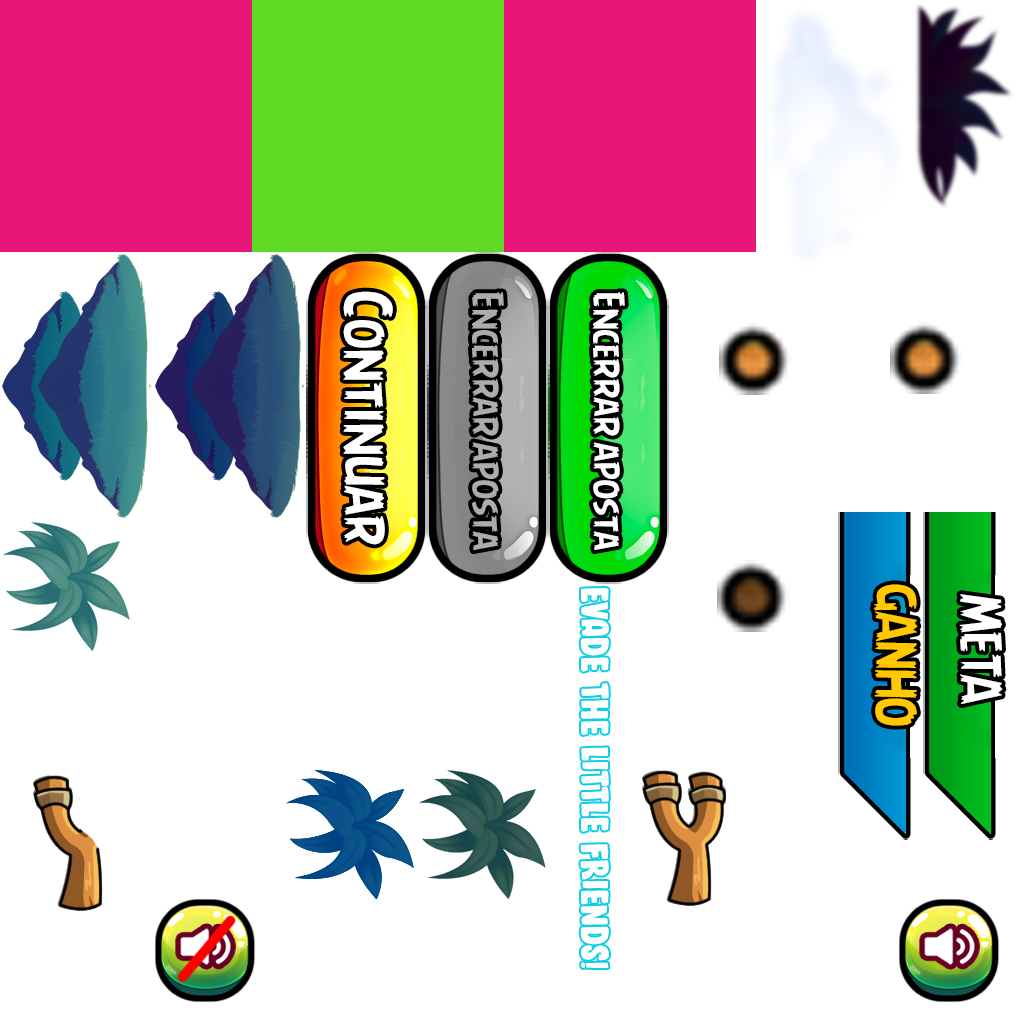 CONTINUAR
ENCERRAR APOSTA
ENCERRAR APOSTA
EVADE THE LITTLE FRIENDS!
GANHO
META